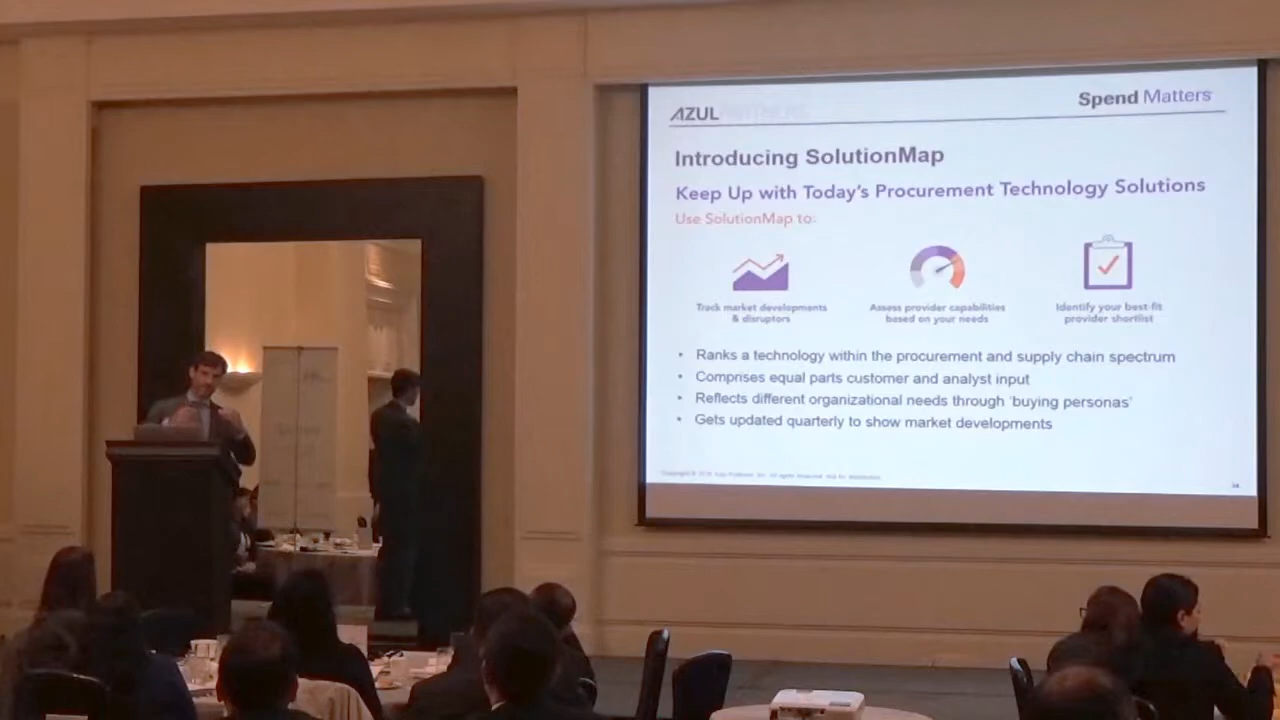 AZUL PARTNERS
Spend Matters
Introducing SolutionMap
Keep Up with Today's Procurement Technology Solutions
Use SolutionMap to:
Track market developments
& disruptors
Assess provider capabilities
based on your needs
Identify your best-fit
provider shortlist
• Ranks a technology within the procurement and supply chain spectrum
• Comprises equal parts customer and analyst input
• Reflects different organizational needs through 'buying personas'
• Gets updated quarterly to show market developments